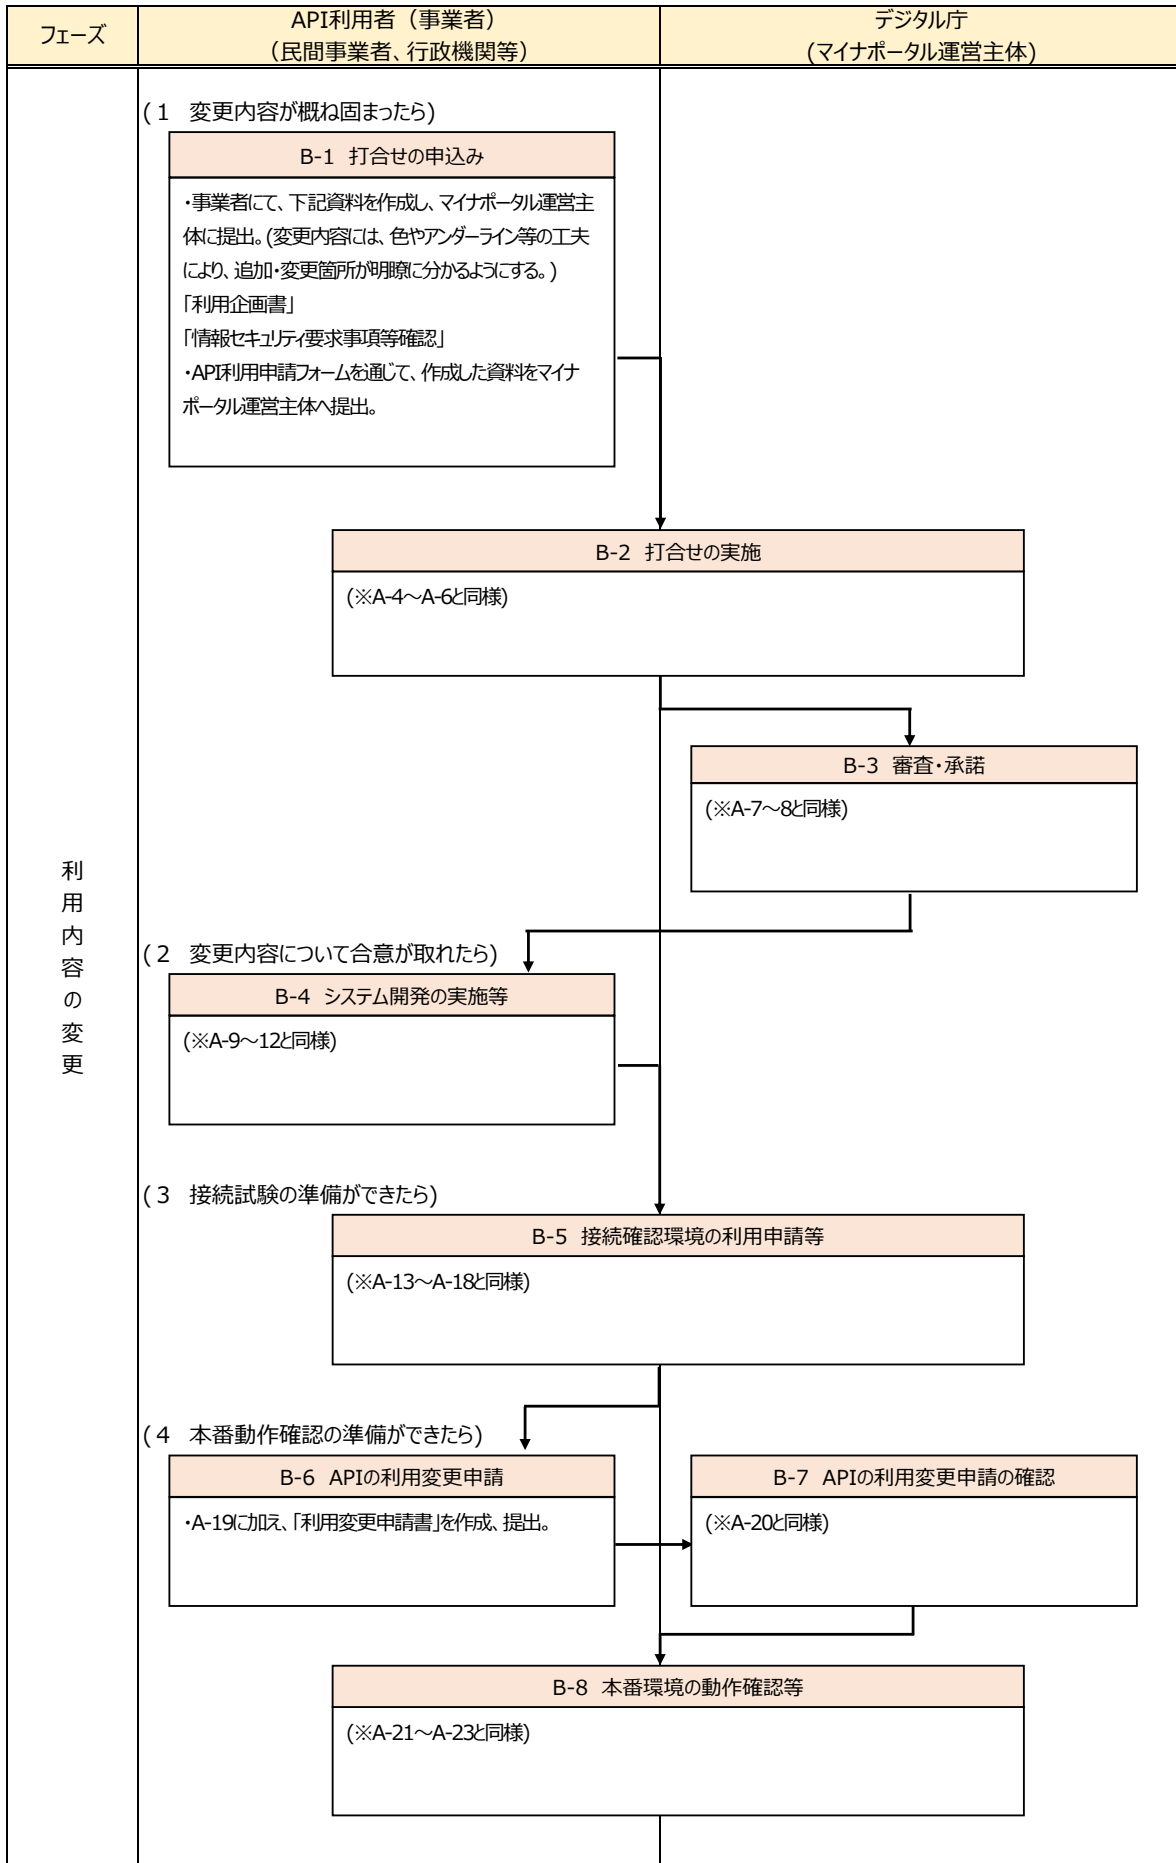 フェーズ
API利用者（事業者）
（民間事業者、行政機関等）
デジタル庁
(マイナポータル運営主体)
利用内容の変更
(１　変更内容が概ね固まったら)
B-1 打合せの申込み
・事業者にて、下記資料を作成し、マイナポータル運営主
体に提出。(変更内容には、色やアンダーライン等の工夫
により、追加・変更箇所が明瞭に分かるようにする。)
「利用企画書」
「情報セキュリティ要求事項等確認」
・API利用申請フォームを通じて、作成した資料をマイナ
ポータル運営主体へ提出。
B-2 打合せの実施
(※A-4～A-6と同様)
B-3 審査・承諾
(※A-7～8と同様)
(２　変更内容について合意が取れたら)
B-4 システム開発の実施等
(※A-9～12と同様)
(３　接続試験の準備ができたら)
B-5 接続確認環境の利用申請等
(※A-13～A-18と同様)
(４　本番動作確認の準備ができたら)
B-6 APIの利用変更申請
・A-19に加え、「利用変更申請書」を作成、提出。
B-7 APIの利用変更申請の確認
(※A-20と同様)
B-8 本番環境の動作確認等
(※A-21～A-23と同様)